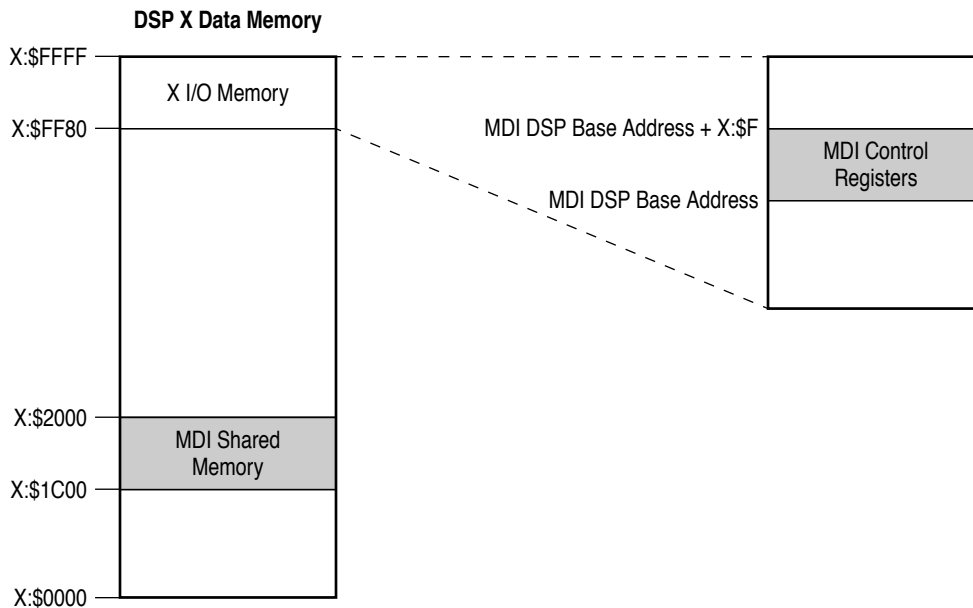 DSP X Data Memory
X:$FFFF
X I/O Memory
X:$FF80
MDI DSP Base Address + X:$F
MDI Control
Registers
MDI DSP Base Address
X:$2000
MDI Shared
Memory
X:$1C00
X:$0000